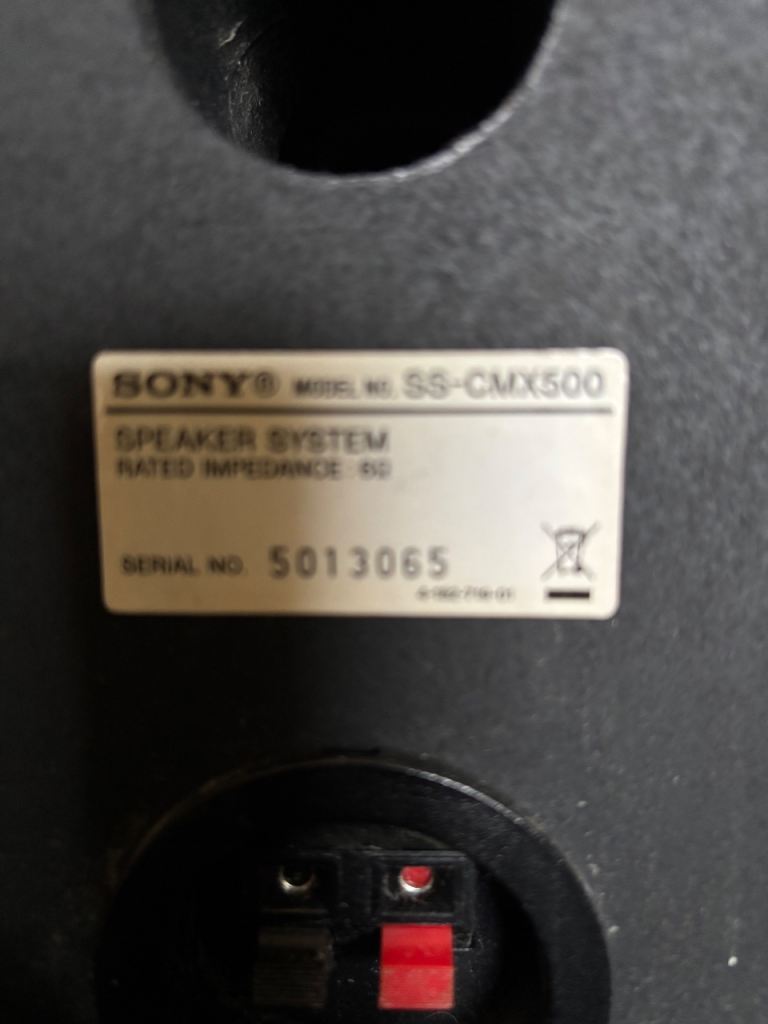 SONY® MODEL NO. SS-CMX500
SPEAKER SYSTEM
RATED IMPEDANCE 6Ω
SERIAL NO. 5013065